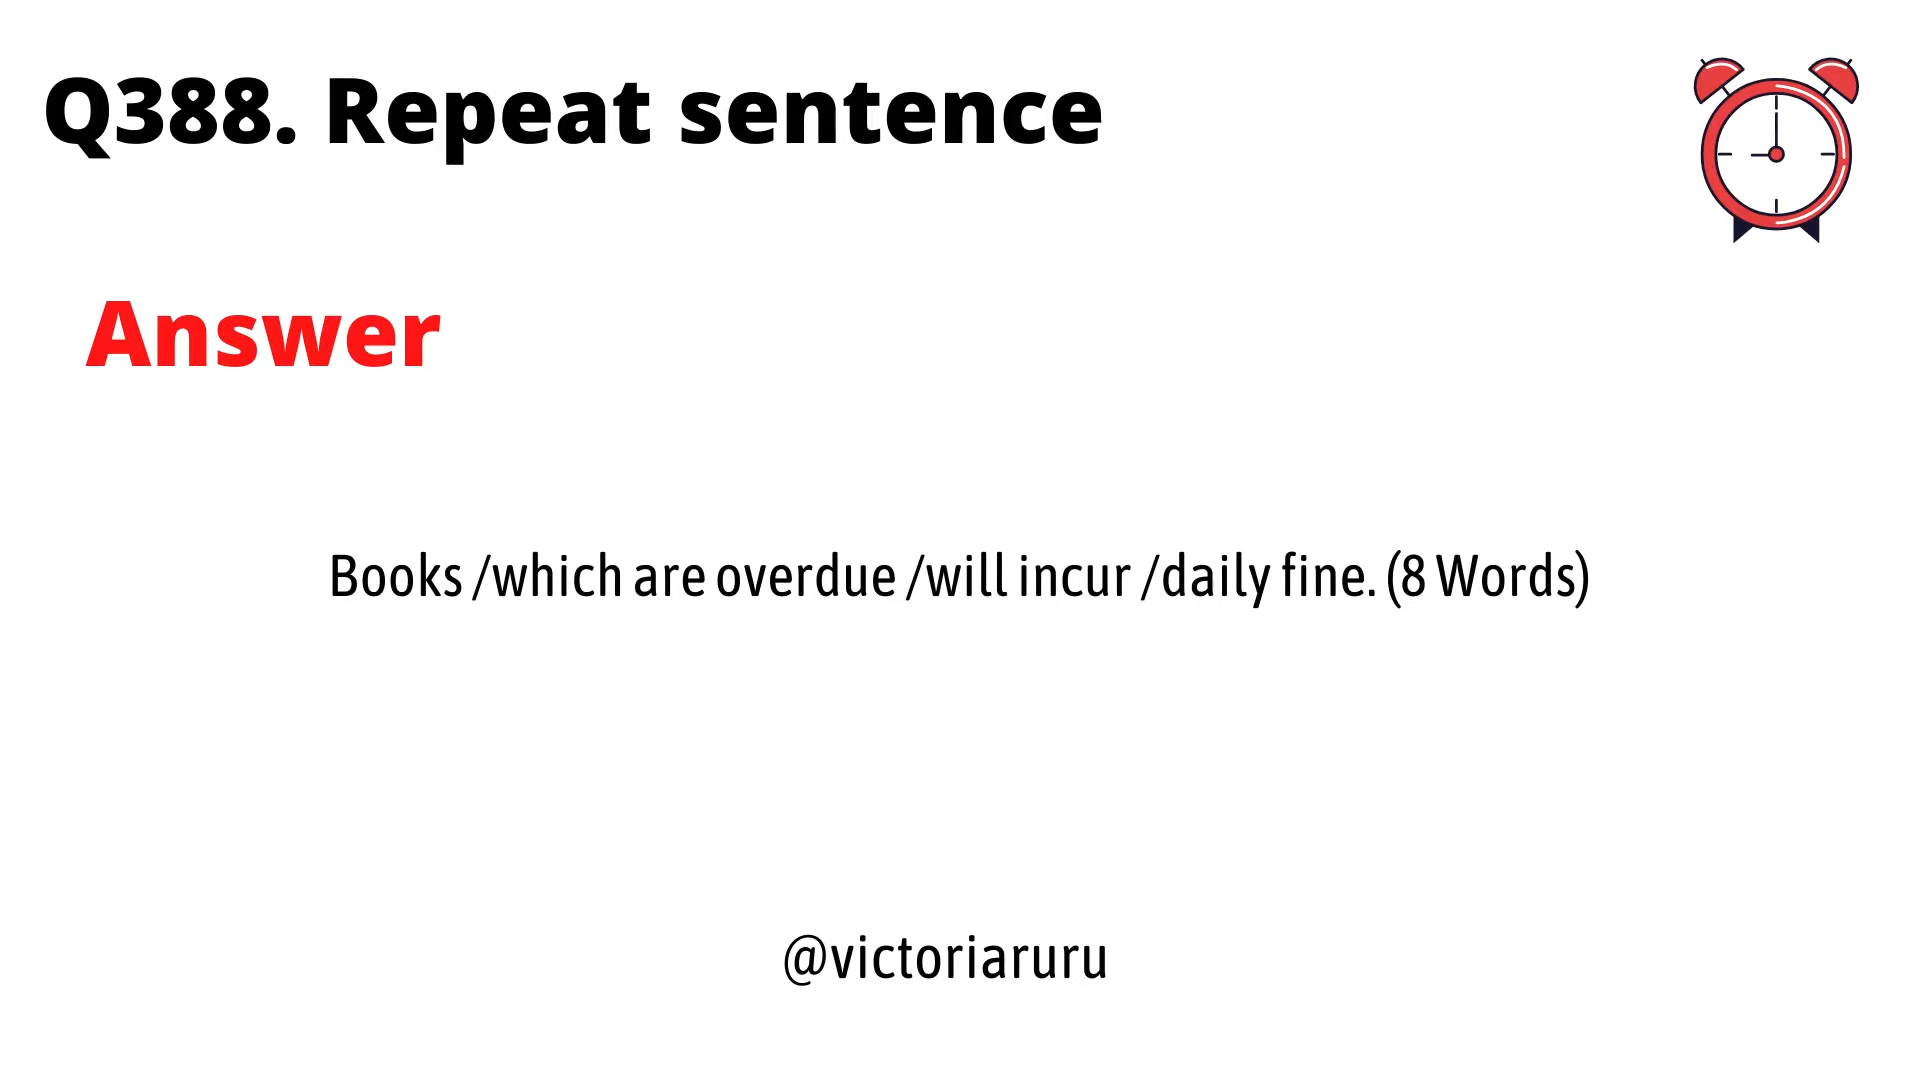 Q388. Repeat sentence
Answer
Books /which are overdue /will incur /daily fine. (8 Words)
@victoriaruru